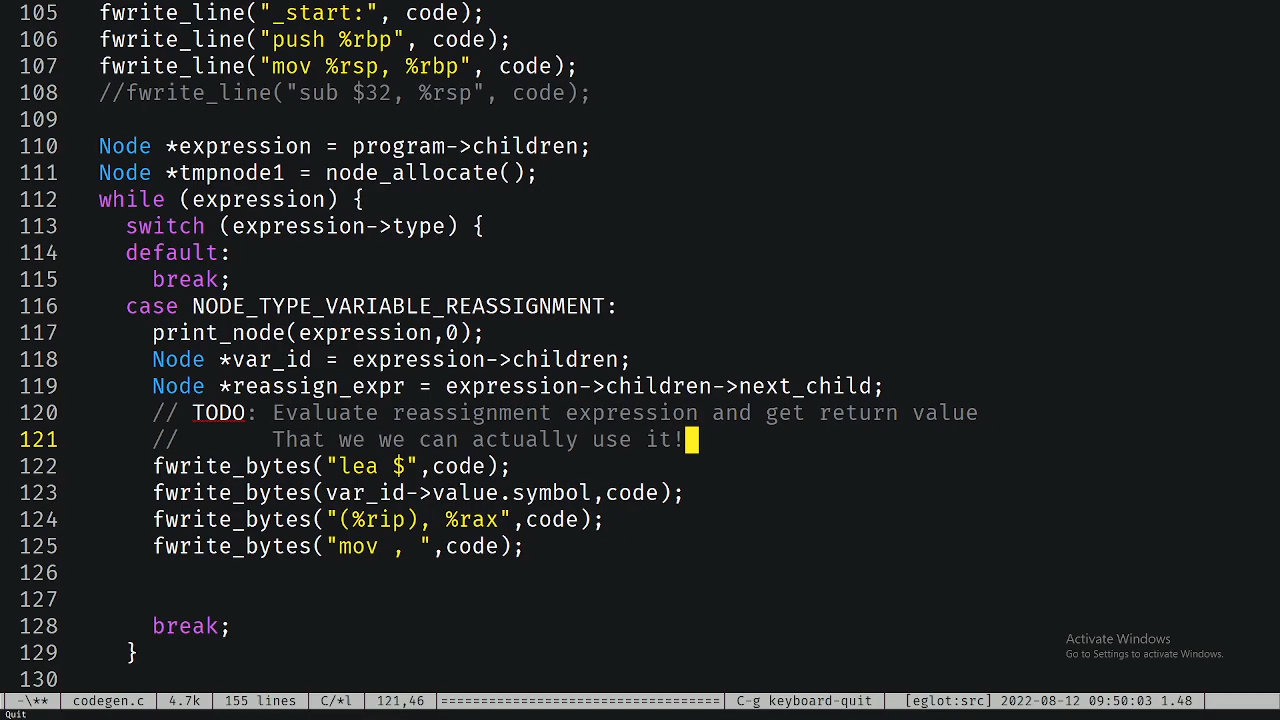 105 fwrite_line("_start:", code);
106 fwrite_line("push %rbp", code);
107 fwrite_line("mov %rsp, %rbp", code);
108 //fwrite_line("sub $32, %rsp", code);
109
110 Node *expression = program->children;
111 Node *tmpnode1 = node_allocate();
112 while (expression) {
113 switch (expression->type) {
114 default:
115 break;
116 case NODE_TYPE_VARIABLE_REASSIGNMENT:
117 print_node(expression,0);
118 Node *var_id = expression->children;
119 Node *reassign_expr = expression->children->next_child;
120 // TODO: Evaluate reassignment expression and get return value
121 // That we we can actually use it!
122 fwrite_bytes("lea $",code);
123 fwrite_bytes(var_id->value.symbol,code);
124 fwrite_bytes("(%rip), %rax",code);
125 fwrite_bytes("mov , ",code);
126
127
128 break;
129 }
130
Activate Windows
Go to Settings to activate Windows.
-\** codegen.c 4.7k 155 lines C/*l 121,46 ===================== C-g keyboard-quit [eglot:src] 2022-08-12 09:50:03 1.48
Quit